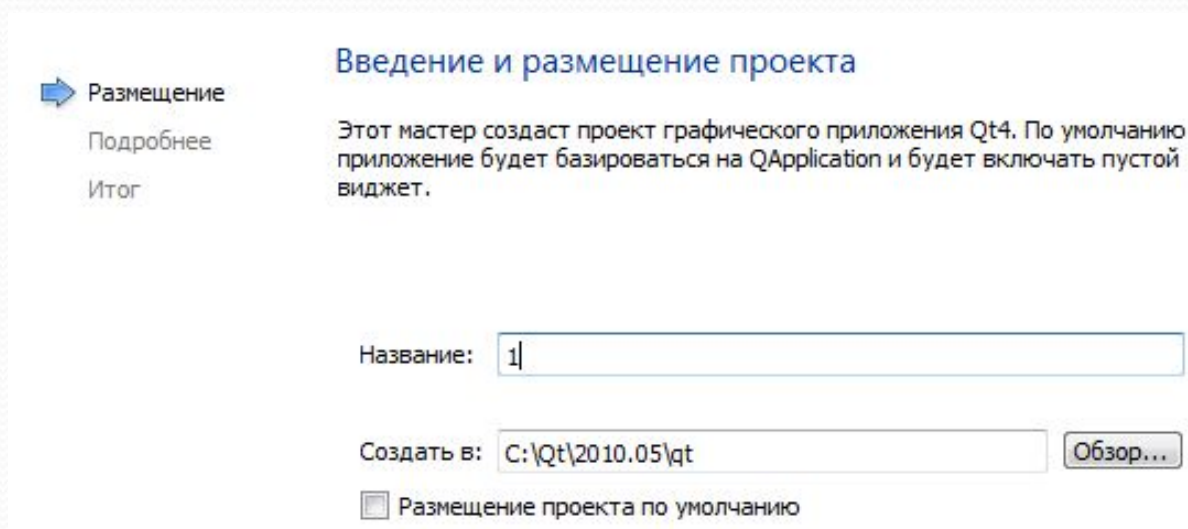 Введение и размещение проекта
Размещение
Подробнее
Итог
Этот мастер создаст проект графического приложения Qt4. По умолчанию
приложение будет базироваться на QApplication и будет включать пустой
виджет.
Название: 1
Создать в: C:\Qt\2010.05\qt Обзор...
Размещение проекта по умолчанию